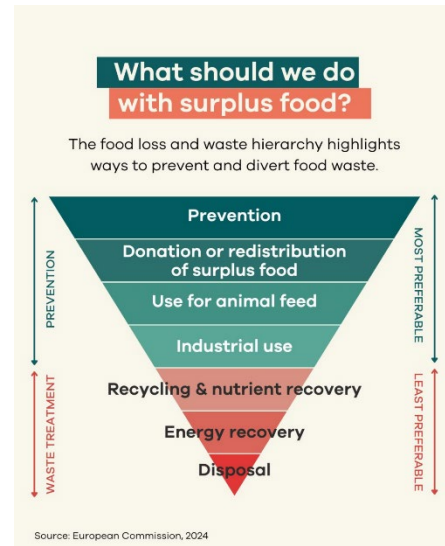 What should we do
with surplus food?
The food loss and waste hierarchy highlights
ways to prevent and divert food waste.
PREVENTION
MOST PREFERABLE
Prevention
Donation or redistribution
of surplus food
Use for animal feed
Industrial use
WASTE TREATMENT
LEAST PREFERABLE
Recycling & nutrient recovery
Energy recovery
Disposal
Source: European Commission, 2024